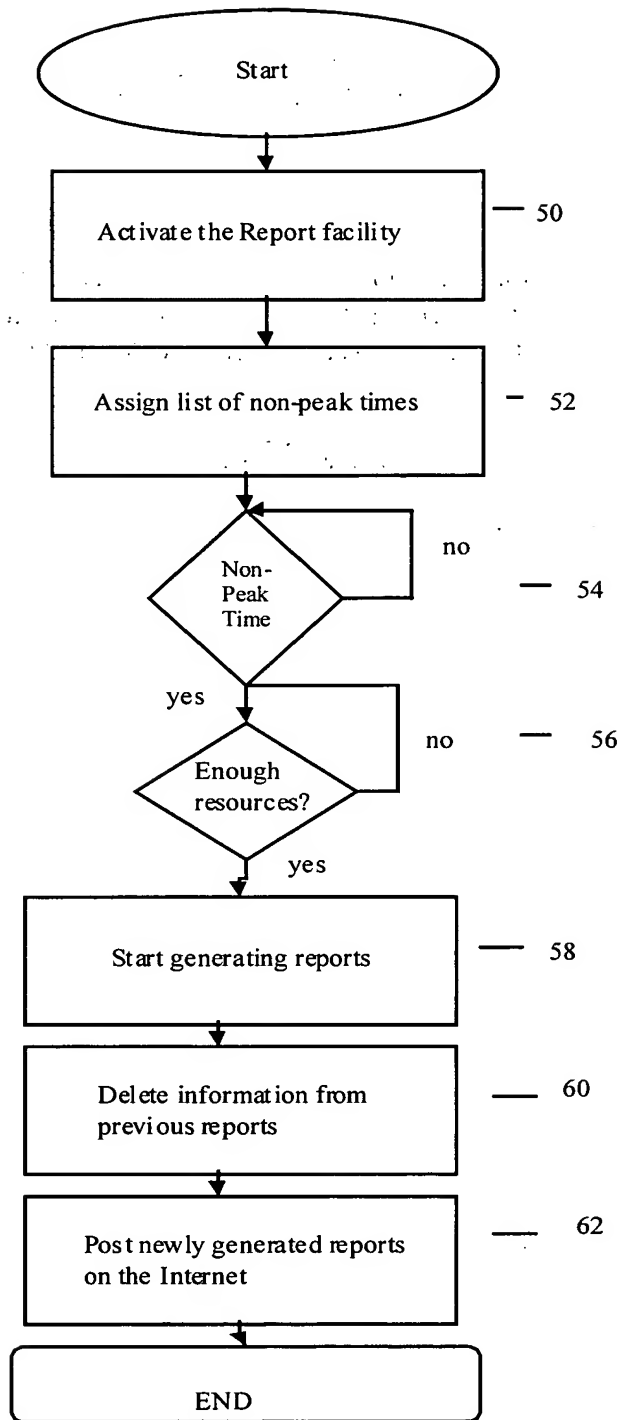 Start
Activate the Report facility
50
Assign list of non-peak times
52
Non-
Peak
Time
no
54
yes
Enough
resources?
no
56
yes
Start generating reports
58
Delete information from
previous reports
60
Post newly generated reports
on the Internet
62
END